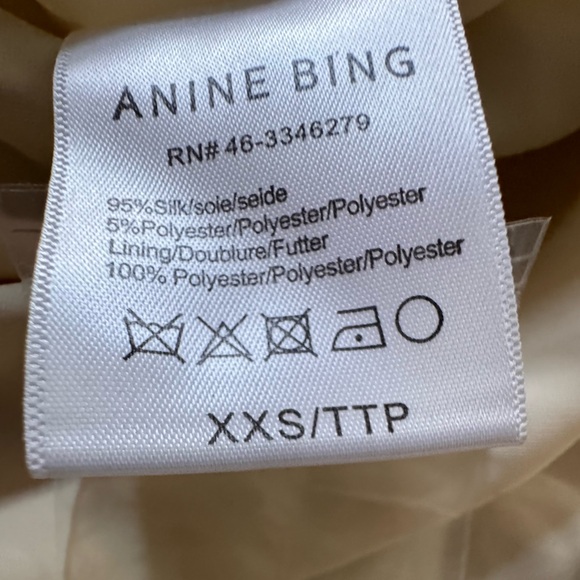 ANINE BING
RN# 46-3346279
95%Silk/soie/seide
5%Polyester/Polyester/Polyester
Lining/Doublure/Futter
100% Polyester/Polyester/Polyester
XXS/TTP